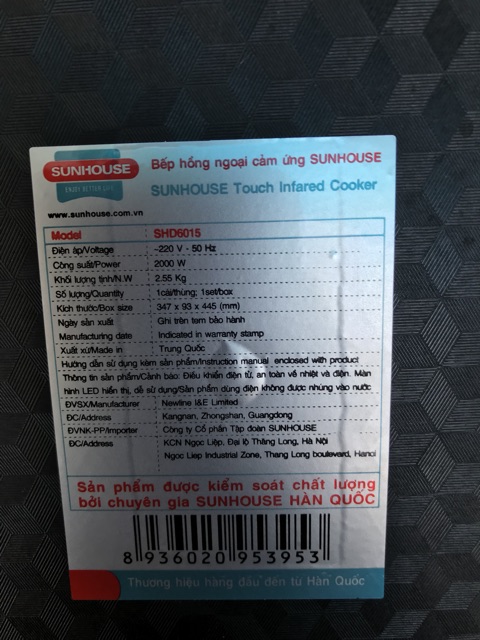 SUNHOUSE
ENJOY BETTER LIFE
Bếp hồng ngoại cảm ứng SUNHOUSE
SUNHOUSE Touch Infared Cooker
www.sunhouse.com.vn
Model SHD6015
Điện áp/Voltage ~220 V - 50 Hz
Công suất/Power 2000 W
Khối lượng tịnh/N.W 2.55 Kg
Số lượng/Quantity 1cái/thùng; 1set/box
Kích thước/Box size 347 x 93 x 445 (mm)
Ngày sản xuất Ghi trên tem bảo hành
Manufacturing date Indicated in warranty stamp
Xuất xứ/Made in Trung Quốc
Hướng dẫn sử dụng kèm sản phẩm/Instruction manual enclosed with product
Thông tin sản phẩm/Cảnh báo: Điều khiển điện tử, an toàn về nhiệt và điện. Màn
hình LED hiển thị, dễ sử dụng/Sản phẩm dùng điện không được nhúng vào nước
ĐVSX/Manufacturer Newline I&E Limited
ĐC/Address Kangnan, Zhongshan, Guangdong
ĐVNK-PP/Importer Công ty Cổ phần Tập đoàn SUNHOUSE
ĐC/Address KCN Ngọc Liệp, Đại lộ Thăng Long, Hà Nội
Ngoc Liep Industrial Zone, Thang Long boulevard, Hanoi
Sản phẩm được kiểm soát chất lượng
bởi chuyên gia SUNHOUSE HÀN QUỐC
8 936020 953953
Thương hiệu hàng đầu đến từ Hàn Quốc